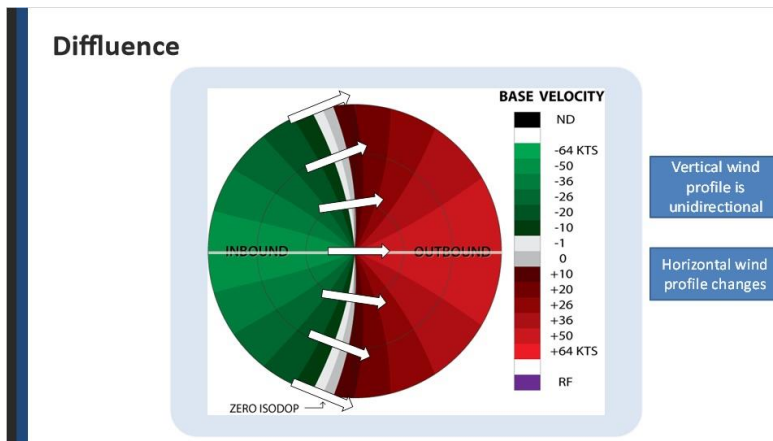 Diffluence
BASE VELOCITY
ND
-64 KTS
-50
-36
-26
-20
-10
-1
0
+10
+20
+26
+36
+50
+64 KTS
RF
INBOUND
OUTBOUND
ZERO ISODOP
Vertical wind
profile is
unidirectional
Horizontal wind
profile changes